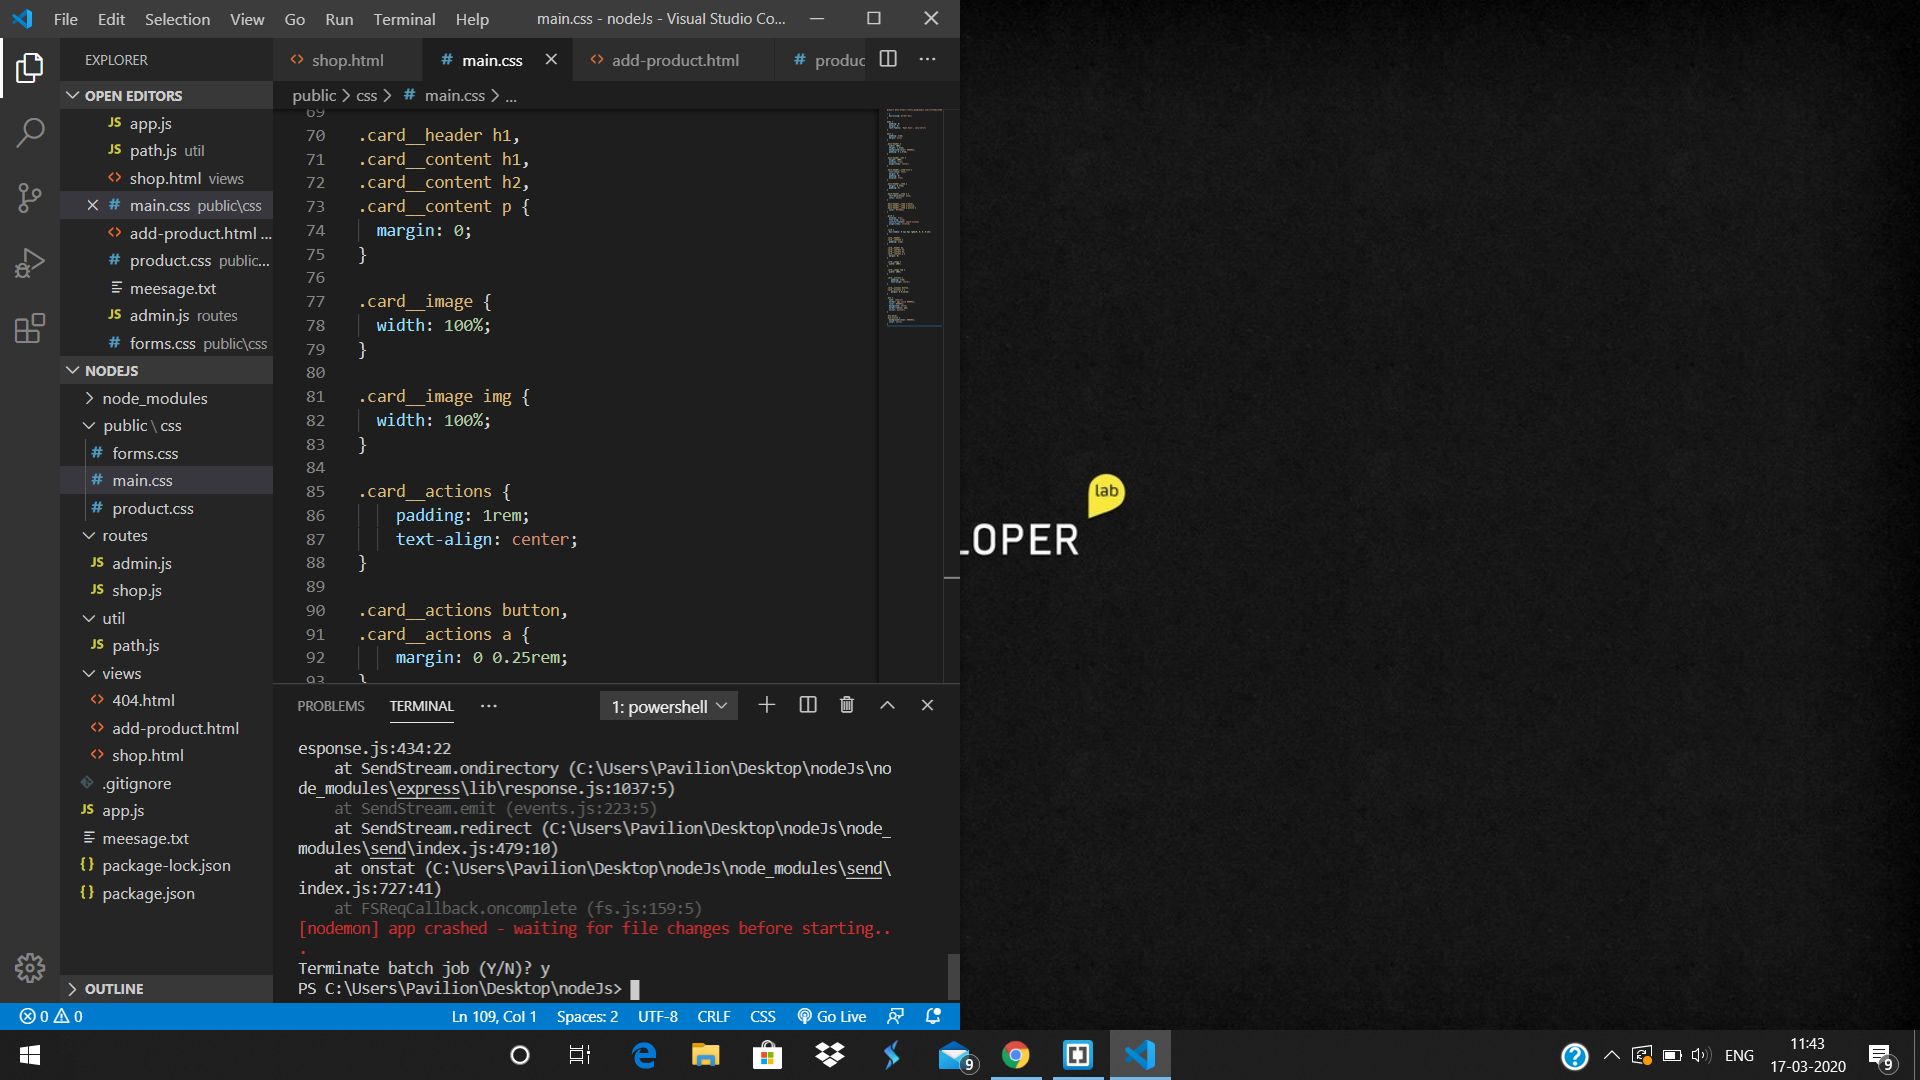 File Edit Selection View Go Run Terminal Help main.css - nodeJs - Visual Studio Co...
EXPLORER
OPEN EDITORS
app.js
path.js util
shop.html views
main.css public\css
add-product.html ...
product.css public...
meesage.txt
admin.js routes
forms.css public\css
NODEJS
node_modules
public \ css
forms.css
main.css
product.css
routes
admin.js
shop.js
util
path.js
views
404.html
add-product.html
shop.html
.gitignore
app.js
meesage.txt
package-lock.json
package.json
OUTLINE
shop.html main.css add-product.html produc
public > css > # main.css > ...
69
70 .card__header h1,
71 .card__content h1,
72 .card__content h2,
73 .card__content p {
74 margin: 0;
75 }
76
77 .card__image {
78 width: 100%;
79 }
80
81 .card__image img {
82 width: 100%;
83 }
84
85 .card__actions {
86 padding: 1rem;
87 text-align: center;
88 }
89
90 .card__actions button,
91 .card__actions a {
92 margin: 0 0.25rem;
93 }
PROBLEMS TERMINAL ... 1: powershell
esponse.js:434:22
at SendStream.ondirectory (C:\Users\Pavilion\Desktop\nodeJs\no
de_modules\express\lib\response.js:1037:5)
at SendStream.emit (events.js:223:5)
at SendStream.redirect (C:\Users\Pavilion\Desktop\nodeJs\node_
modules\send\index.js:479:10)
at onstat (C:\Users\Pavilion\Desktop\nodeJs\node_modules\send\
index.js:727:41)
at FSReqCallback.oncomplete (fs.js:159:5)
[nodemon] app crashed - waiting for file changes before starting..
.
Terminate batch job (Y/N)? y
PS C:\Users\Pavilion\Desktop\nodeJs>
0 0 Ln 109, Col 1 Spaces: 2 UTF-8 CRLF CSS Go Live
lab
LOPER
9
ENG
11:43
17-03-2020
9